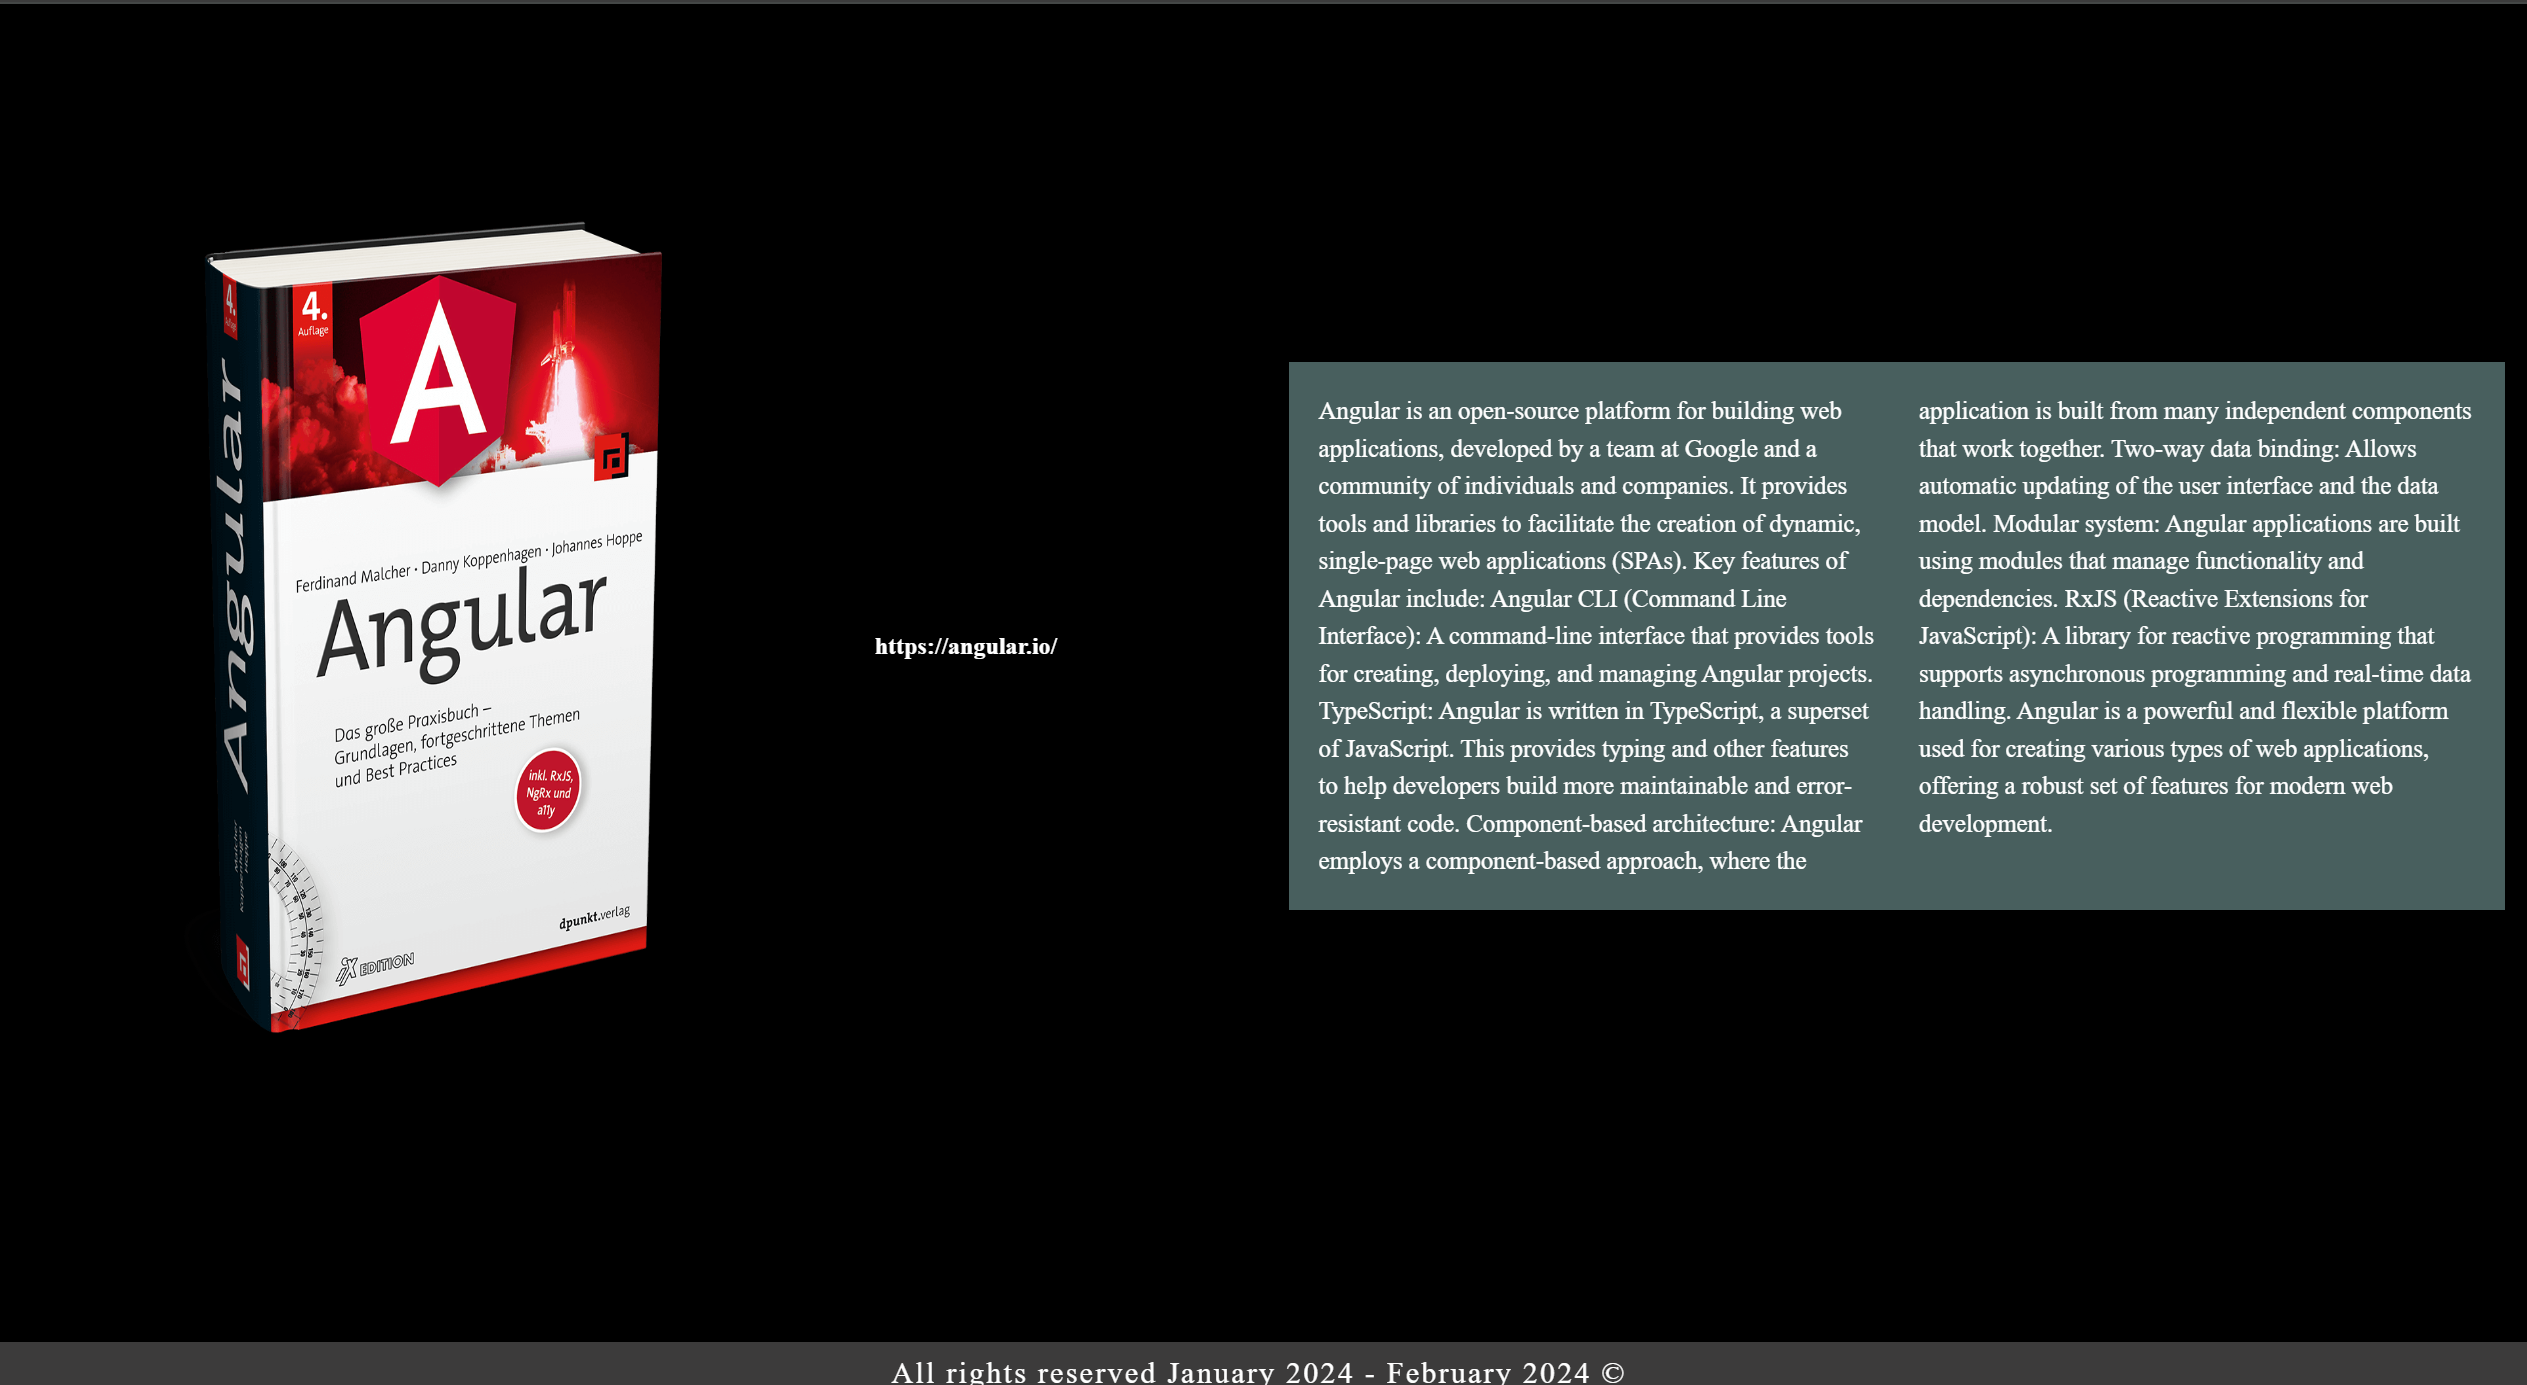 4.
Auflage
A
Ferdinand Malcher · Danny Koppenhagen · Johannes Hoppe
Angular
Das große Praxisbuch –
Grundlagen, fortgeschrittene Themen
und Best Practices
inkl. RxJS,
NgRx und
a11y
dpunkt.verlag
iX EDITION
4.
Auflage
Angular
Malcher
Koppenhagen
Hoppe
https://angular.io/
Angular is an open-source platform for building web
applications, developed by a team at Google and a
community of individuals and companies. It provides
tools and libraries to facilitate the creation of dynamic,
single-page web applications (SPAs). Key features of
Angular include: Angular CLI (Command Line
Interface): A command-line interface that provides tools
for creating, deploying, and managing Angular projects.
TypeScript: Angular is written in TypeScript, a superset
of JavaScript. This provides typing and other features
to help developers build more maintainable and error-
resistant code. Component-based architecture: Angular
employs a component-based approach, where the
application is built from many independent components
that work together. Two-way data binding: Allows
automatic updating of the user interface and the data
model. Modular system: Angular applications are built
using modules that manage functionality and
dependencies. RxJS (Reactive Extensions for
JavaScript): A library for reactive programming that
supports asynchronous programming and real-time data
handling. Angular is a powerful and flexible platform
used for creating various types of web applications,
offering a robust set of features for modern web
development.
All rights reserved January 2024 - February 2024 ©